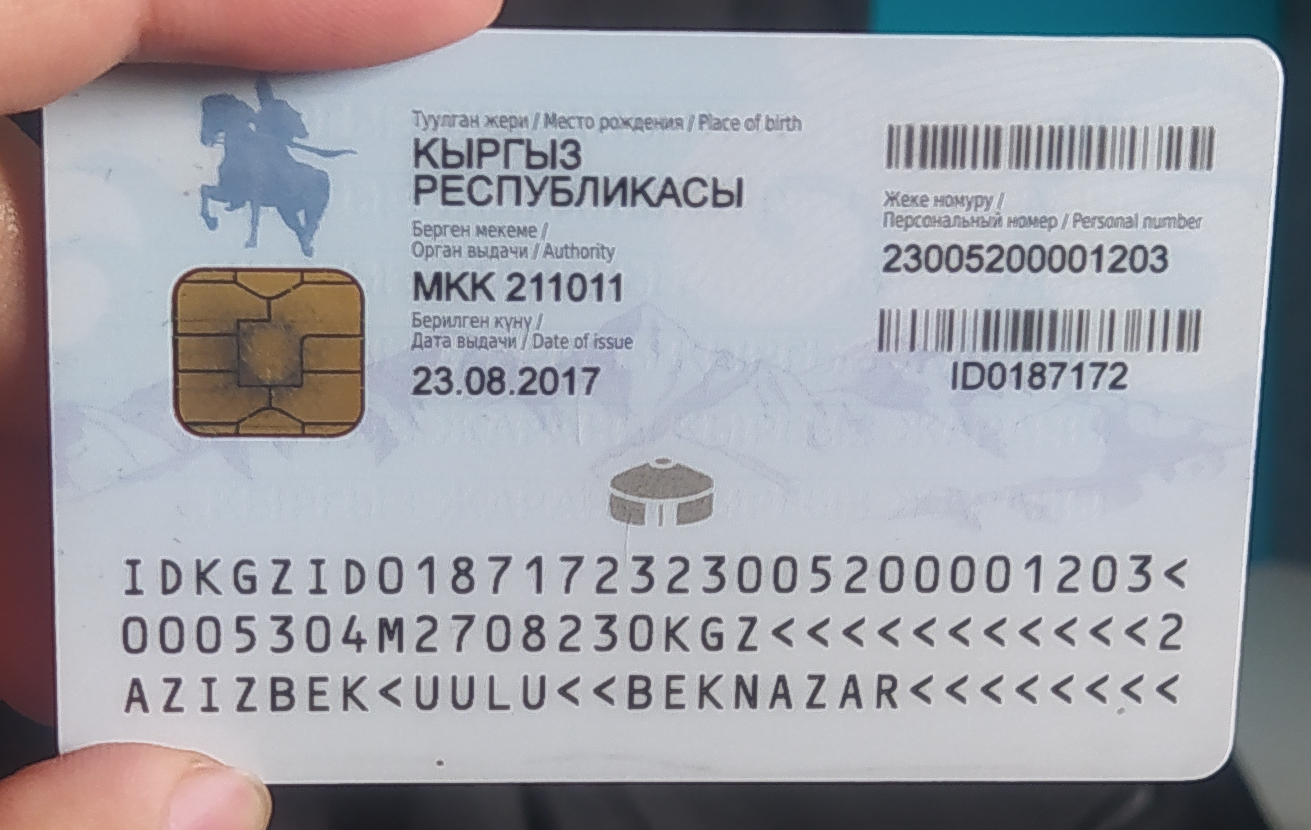 Туулган жери / Место рождения / Place of birth
КЫРГЫЗ
РЕСПУБЛИКАСЫ
Берген мекеме /
Орган выдачи / Authority
МКК 211011
Берилген күнү /
Дата выдачи / Date of issue
23.08.2017
Жеке номуру /
Персональный номер / Personal number
23005200001203
ID0187172
IDKGZID0187172323005200001203<
0005304M2708230KGZ<<<<<<<<<<<2
AZIZBEK<UULU<<BEKNAZAR<<<<<<<<